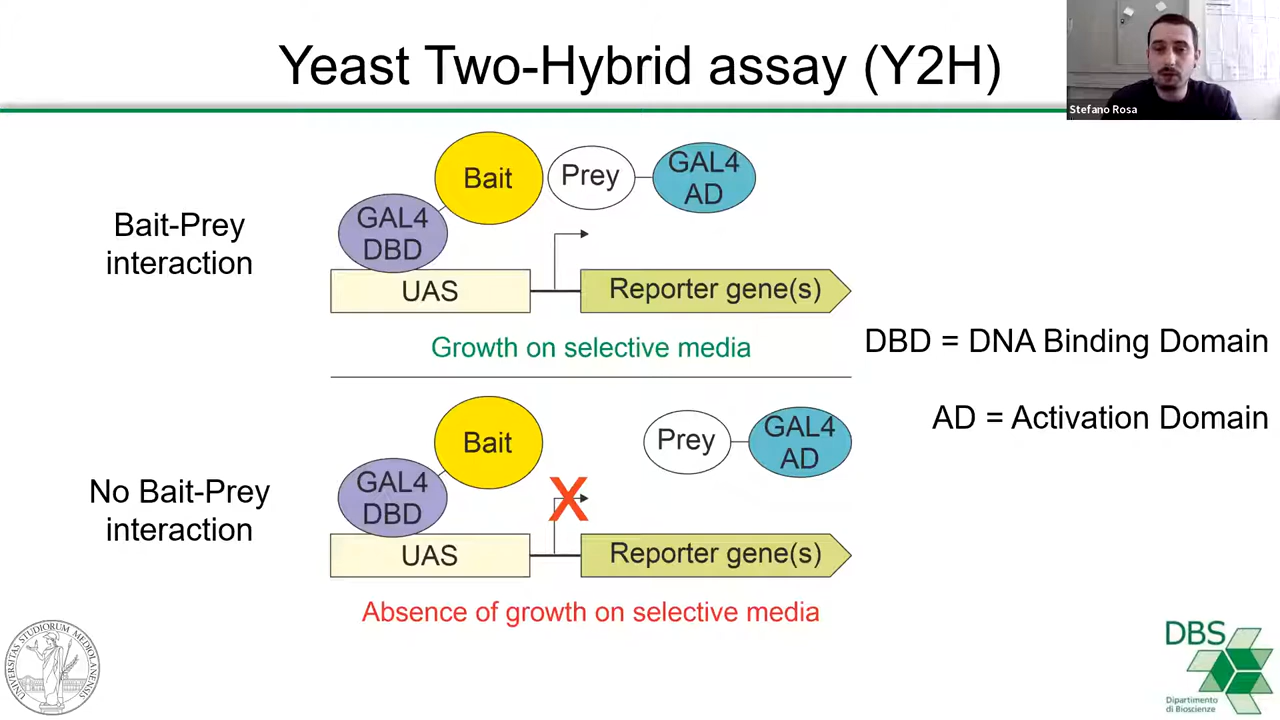 Yeast Two-Hybrid assay (Y2H)
Stefano Rosa
Bait-Prey
interaction
Bait
Prey
GAL4
AD
GAL4
DBD
UAS
Reporter gene(s)
Growth on selective media
DBD = DNA Binding Domain
AD = Activation Domain
No Bait-Prey
interaction
Bait
Prey
GAL4
AD
GAL4
DBD
X
UAS
Reporter gene(s)
Absence of growth on selective media
UNIVERSITAS STUDIORUM MEDIOLANENSIS
DBS
Dipartimento
di Bioscienze